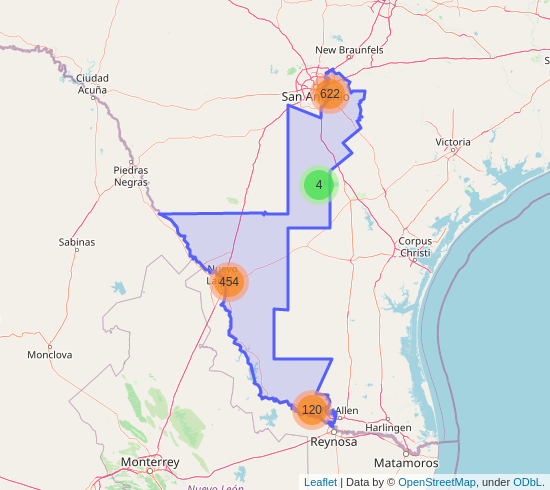 New Braunfels
Ciudad
Acuña
San Antonio
622
Victoria
Piedras
Negras
4
Sabinas
Corpus
Christi
Nuevo
454
Monclova
120
Allen
Harlingen
Reynosa
Monterrey
Matamoros
Nuevo León
Leaflet | Data by © OpenStreetMap, under ODbL.